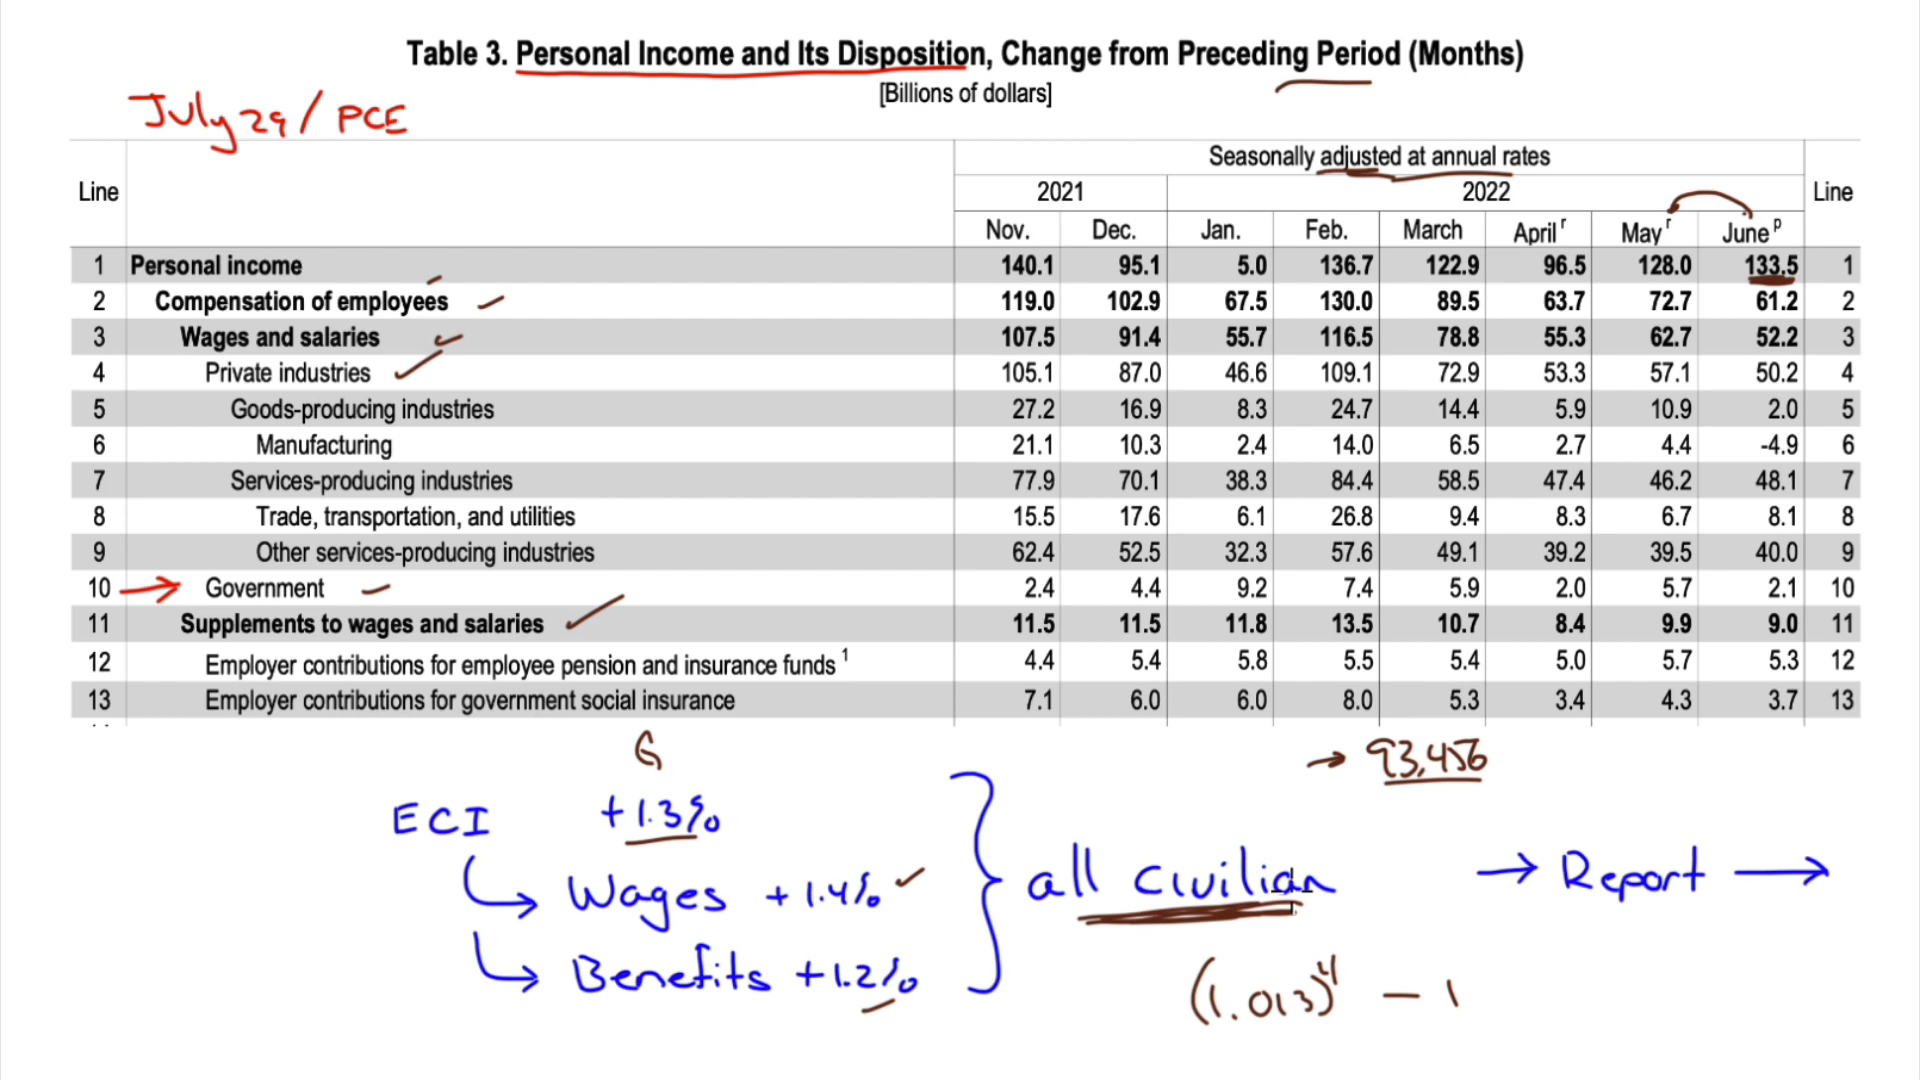 Table 3. Personal Income and Its Disposition, Change from Preceding Period (Months)
[Billions of dollars]
July 29 / PCE
Seasonally adjusted at annual rates
Line 2021 2022 Line
Nov. Dec. Jan. Feb. March April r May r June p
1 Personal income 140.1 95.1 5.0 136.7 122.9 96.5 128.0 133.5 1
2 Compensation of employees 119.0 102.9 67.5 130.0 89.5 63.7 72.7 61.2 2
3 Wages and salaries 107.5 91.4 55.7 116.5 78.8 55.3 62.7 52.2 3
4 Private industries 105.1 87.0 46.6 109.1 72.9 53.3 57.1 50.2 4
5 Goods-producing industries 27.2 16.9 8.3 24.7 14.4 5.9 10.9 2.0 5
6 Manufacturing 21.1 10.3 2.4 14.0 6.5 2.7 4.4 -4.9 6
7 Services-producing industries 77.9 70.1 38.3 84.4 58.5 47.4 46.2 48.1 7
8 Trade, transportation, and utilities 15.5 17.6 6.1 26.8 9.4 8.3 6.7 8.1 8
9 Other services-producing industries 62.4 52.5 32.3 57.6 49.1 39.2 39.5 40.0 9
10 Government 2.4 4.4 9.2 7.4 5.9 2.0 5.7 2.1 10
11 Supplements to wages and salaries 11.5 11.5 11.8 13.5 10.7 8.4 9.9 9.0 11
12 Employer contributions for employee pension and insurance funds 1 4.4 5.4 5.8 5.5 5.4 5.0 5.7 5.3 12
13 Employer contributions for government social insurance 7.1 6.0 6.0 8.0 5.3 3.4 4.3 3.7 13
→ 93,456
ECI +1.3%
Wages +1.4%
all civilian → Report →
Benefits +1.2%
(1.013)^4 - 1